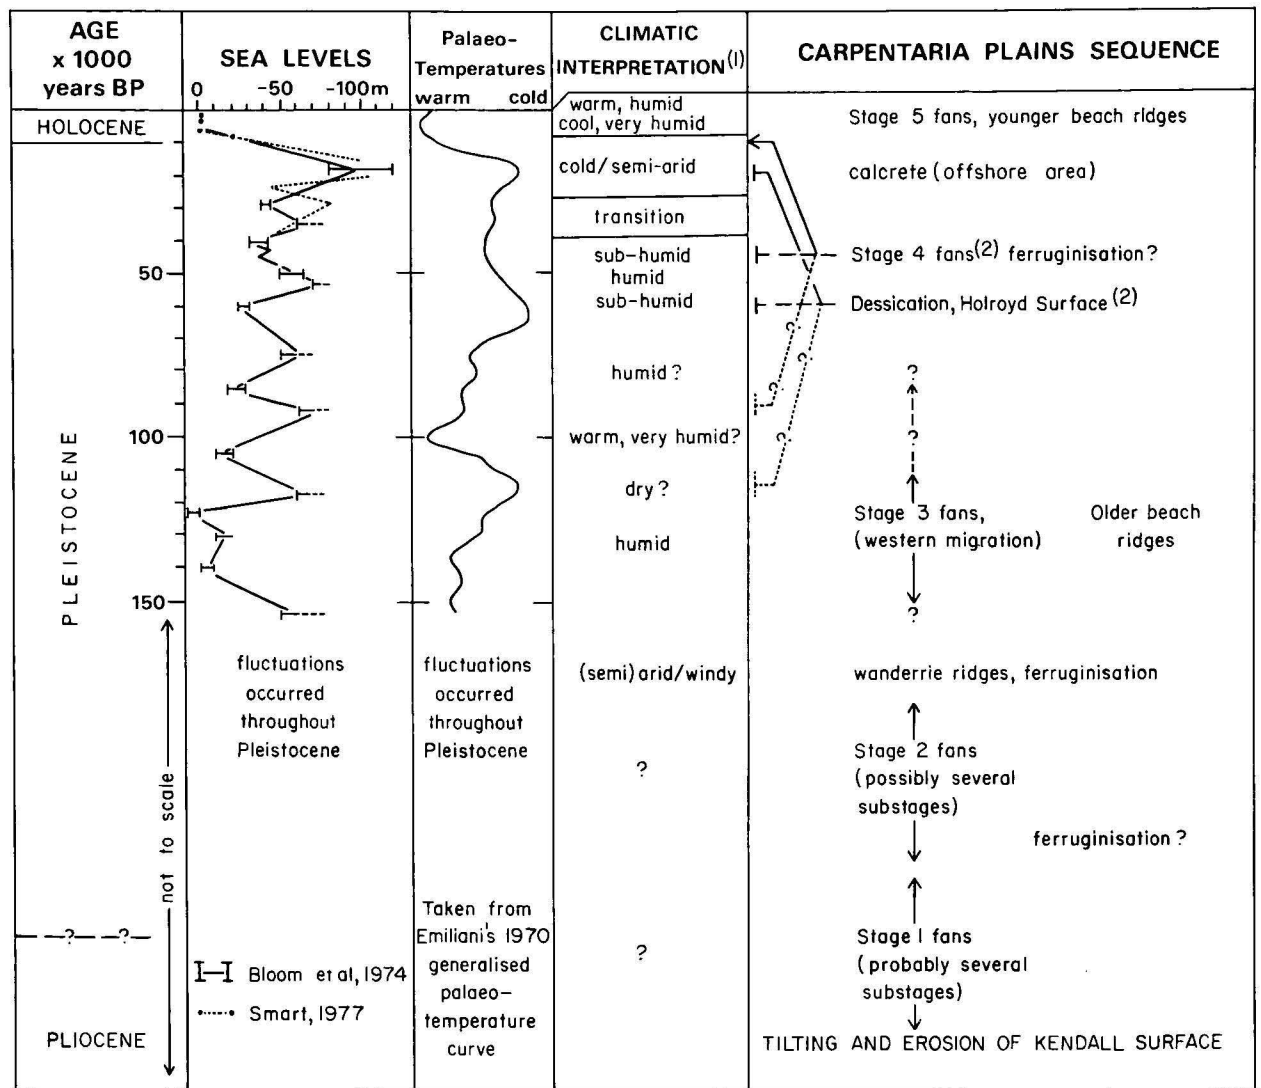 AGE
x 1000
years BP
SEA LEVELS
0 -50 -100m
Palaeo-
Temperatures
warm cold
CLIMATIC
INTERPRETATION(1)
CARPENTARIA PLAINS SEQUENCE
HOLOCENE
PLEISTOCENE
PLIOCENE
50
100
150
not to scale
? ?
fluctuations
occurred
throughout
Pleistocene
Bloom et al, 1974
Smart, 1977
fluctuations
occurred
throughout
Pleistocene
Taken from
Emiliani's 1970
generalised
palaeo-
temperature
curve
warm, humid
cool, very humid
cold/semi-arid
transition
sub-humid
humid
sub-humid
humid ?
warm, very humid?
dry ?
humid
(semi) arid/windy
?
?
Stage 5 fans, younger beach ridges
calcrete (offshore area)
Stage 4 fans(2) ferruginisation?
Dessication, Holroyd Surface(2)
?
?
?
?
?
?
?
Stage 3 fans,
(western migration)
Older beach
ridges
?
wanderrie ridges, ferruginisation
Stage 2 fans
(possibly several
substages)
ferruginisation ?
Stage 1 fans
(probably several
substages)
TILTING AND EROSION OF KENDALL SURFACE